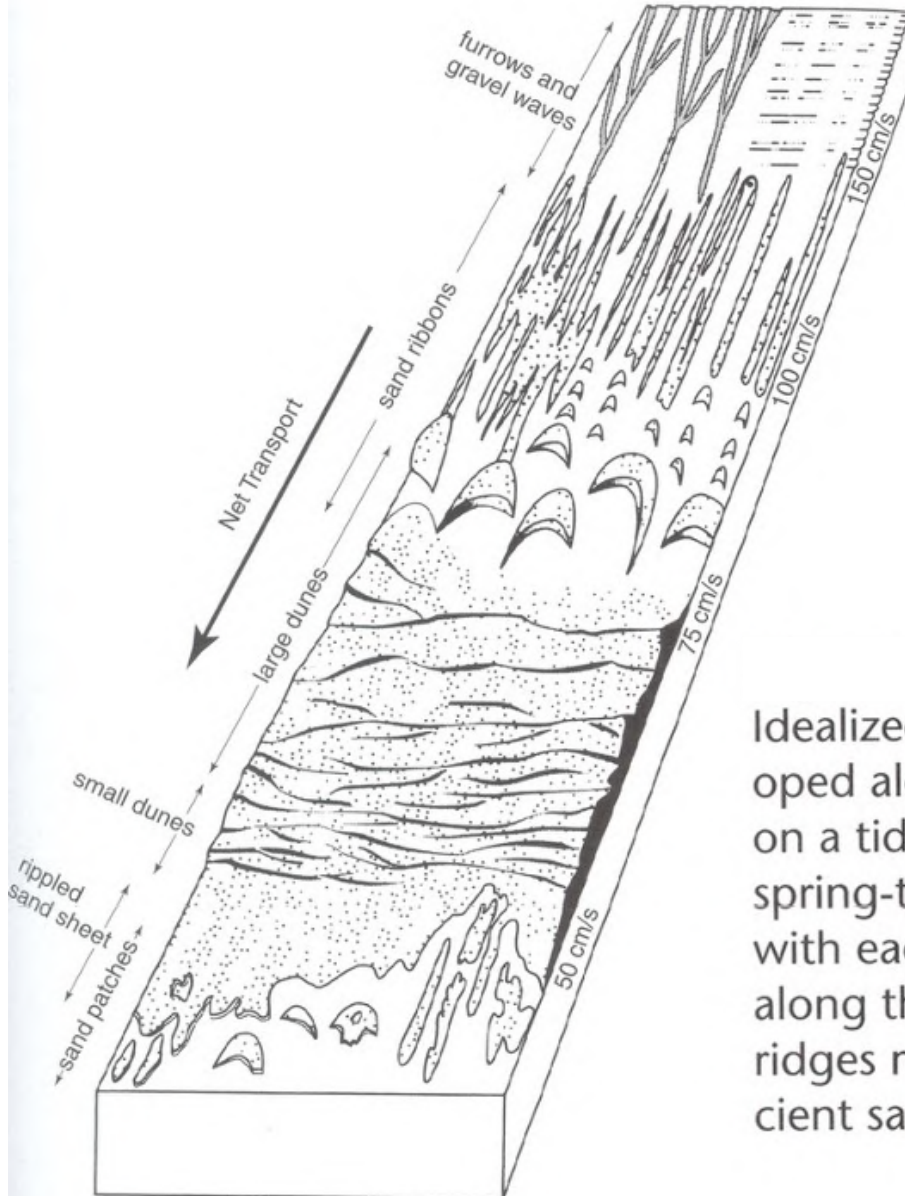 furrows and
gravel waves
sand ribbons
Net Transport
large dunes
small dunes
rippled
sand sheet
sand patches
150 cm/s
100 cm/s
75 cm/s
50 cm/s
Idealize
oped al
on a tid
spring-t
with eac
along th
ridges
cient sa